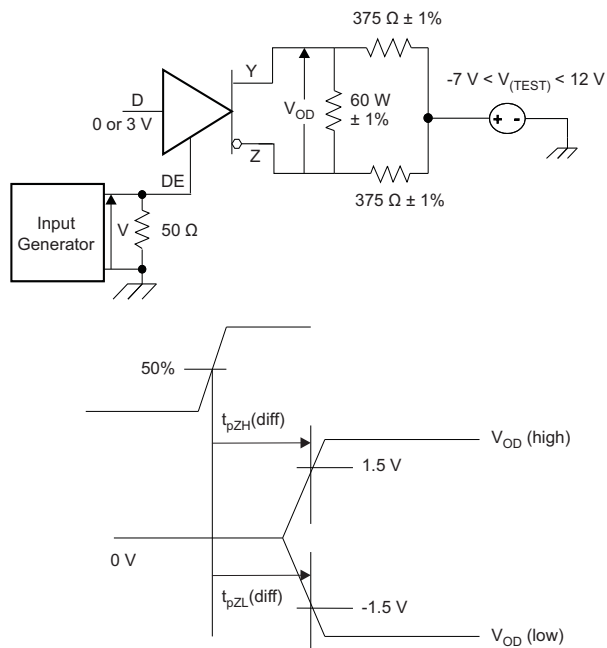 375 Ω ± 1%
-7 V < V(TEST) < 12 V
Y
D
0 or 3 V
VOD
60 W
± 1%
Z
DE
375 Ω ± 1%
Input
Generator
V
50 Ω
50%
tpZH(diff)
VOD (high)
1.5 V
0 V
tpZL(diff)
-1.5 V
VOD (low)